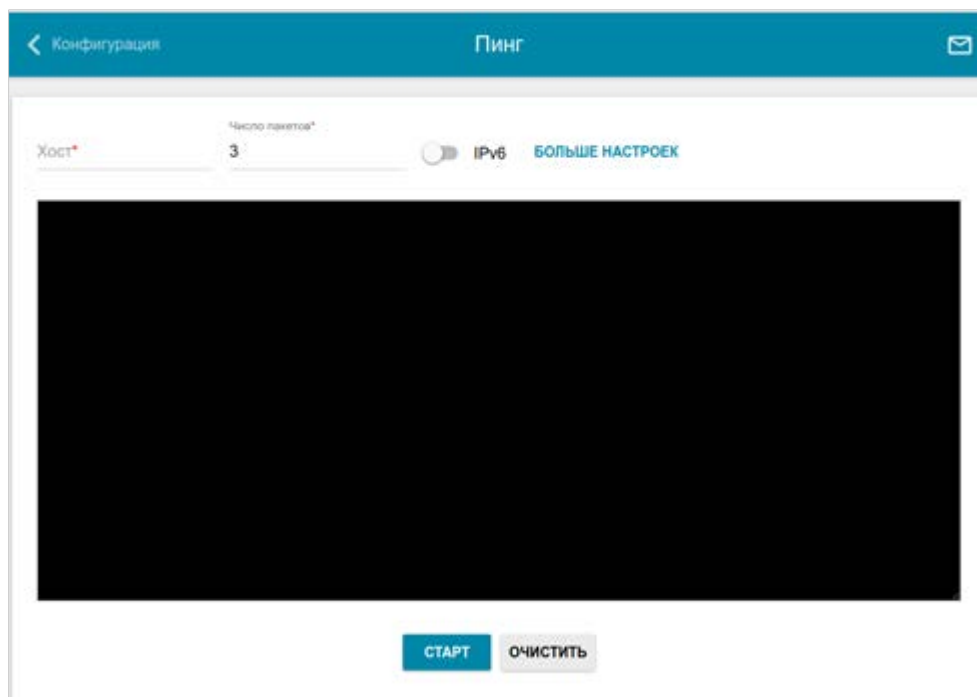 Конфигурация
Пинг
Число пакетов*
Хост*
3
IPv6
БОЛЬШЕ НАСТРОЕК
СТАРТ
ОЧИСТИТЬ